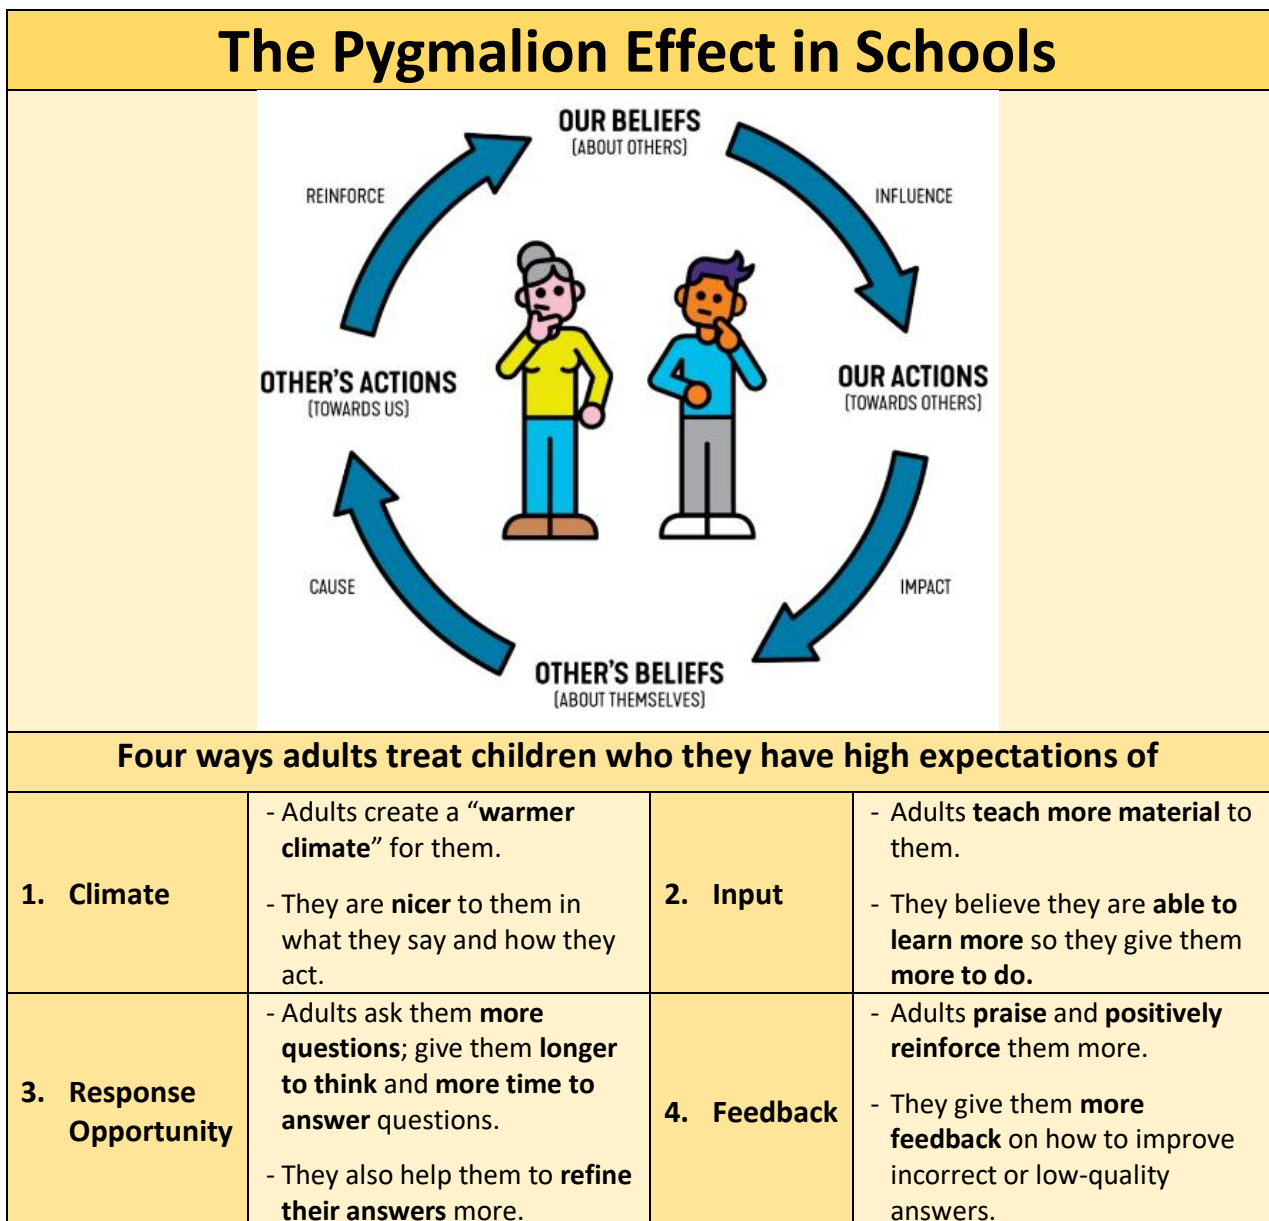 The Pygmalion Effect in Schools
OUR BELIEFS
(ABOUT OTHERS)
REINFORCE
INFLUENCE
OTHER'S ACTIONS
(TOWARDS US)
OUR ACTIONS
(TOWARDS OTHERS)
CAUSE
IMPACT
OTHER'S BELIEFS
(ABOUT THEMSELVES)
Four ways adults treat children who they have high expectations of
1. Climate
- Adults create a “warmer
climate” for them.
- They are nicer to them in
what they say and how they
act.
2. Input
- Adults teach more material to
them.
- They believe they are able to
learn more so they give them
more to do.
3. Response
Opportunity
- Adults ask them more
questions; give them longer
to think and more time to
answer questions.
- They also help them to refine
their answers more.
4. Feedback
- Adults praise and positively
reinforce them more.
- They give them more
feedback on how to improve
incorrect or low-quality
answers.